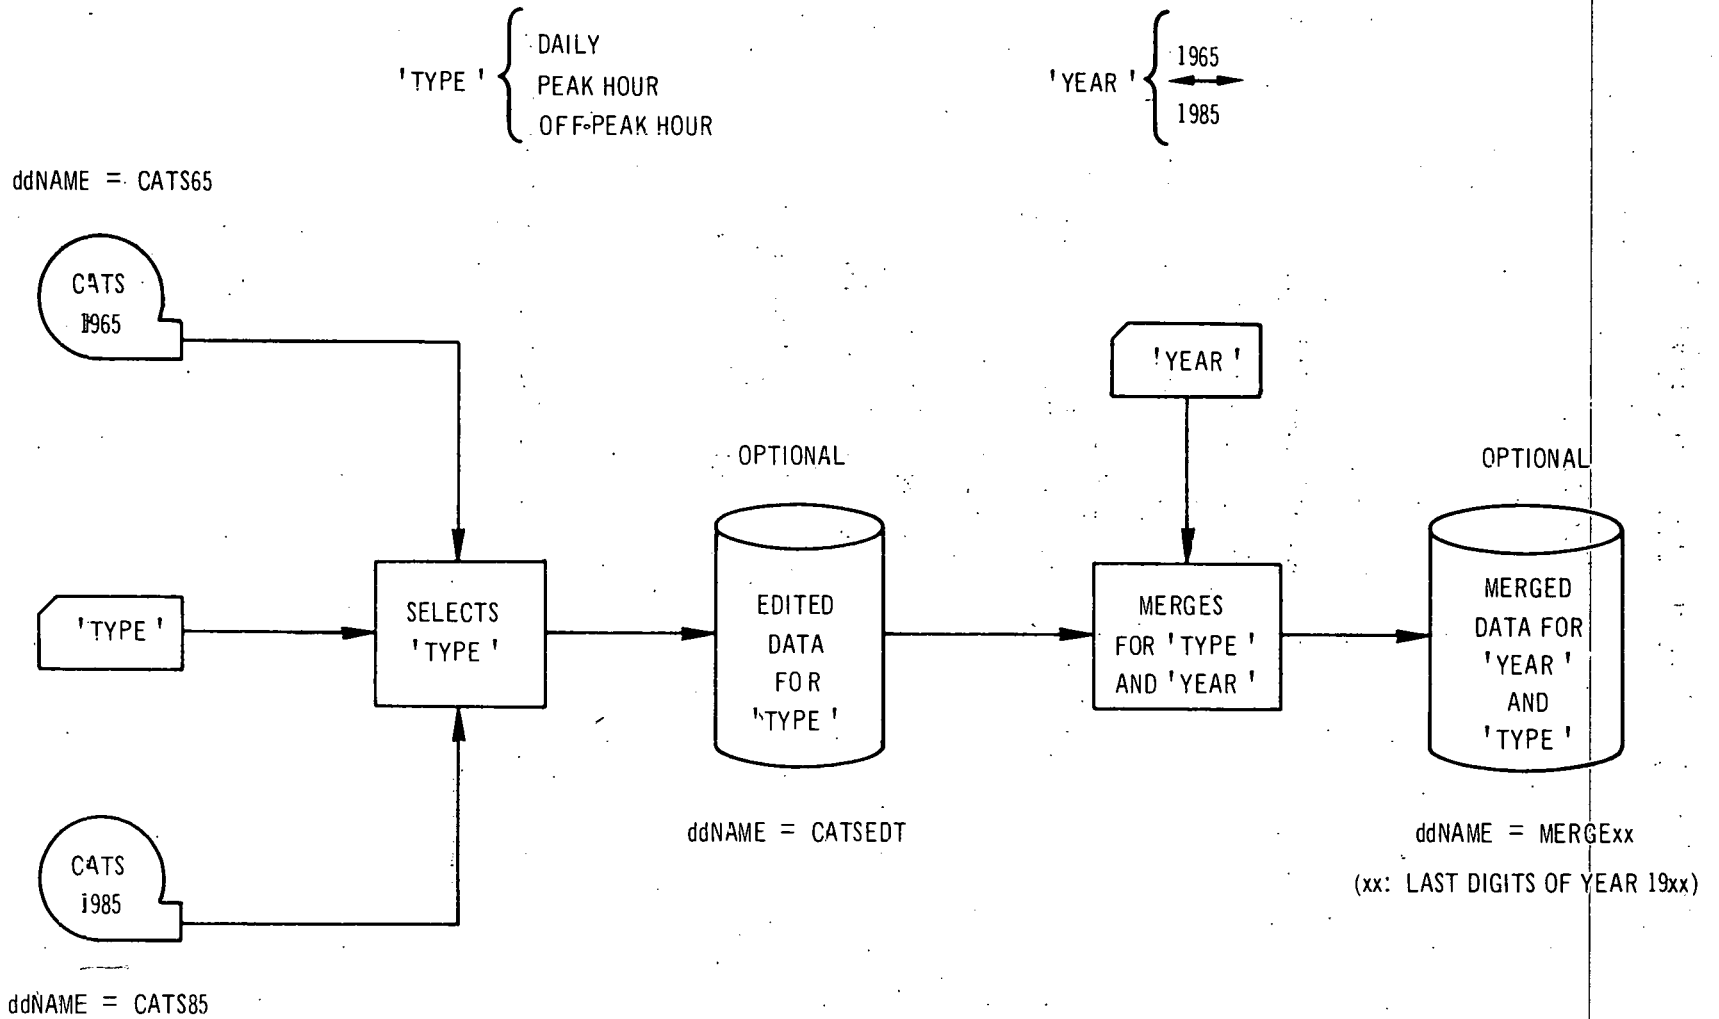 'TYPE'
DAILY
PEAK HOUR
OFF-PEAK HOUR
'YEAR'
1965
1985
ddNAME = CATS65
CATS
1965
'YEAR'
OPTIONAL
OPTIONAL
'TYPE'
SELECTS
'TYPE'
EDITED
DATA
FOR
'TYPE'
MERGES
FOR 'TYPE'
AND 'YEAR'
MERGED
DATA FOR
'YEAR'
AND
'TYPE'
ddNAME = CATSEDT
ddNAME = MERGExx
(xx: LAST DIGITS OF YEAR 19xx)
CATS
1985
ddNAME = CATS85